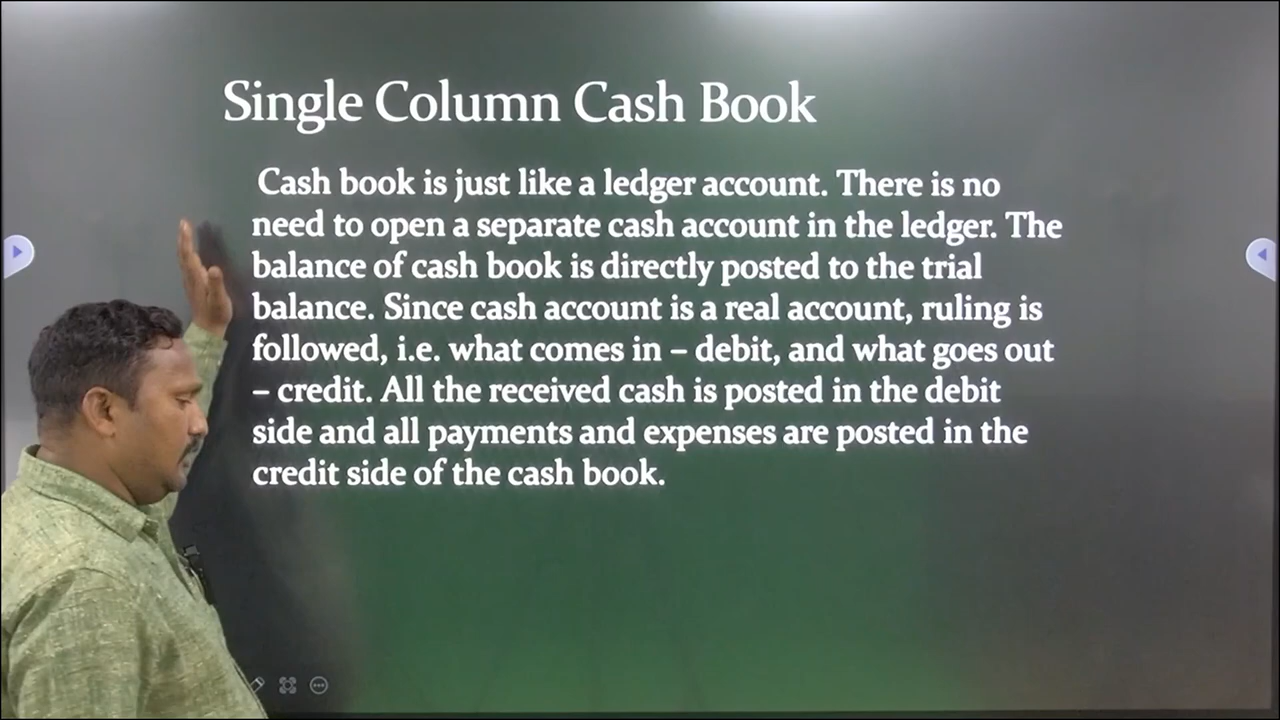 Single Column Cash Book
Cash book is just like a ledger account. There is no
need to open a separate cash account in the ledger. The
balance of cash book is directly posted to the trial
balance. Since cash account is a real account, ruling is
followed, i.e. what comes in – debit, and what goes out
– credit. All the received cash is posted in the debit
side and all payments and expenses are posted in the
credit side of the cash book.